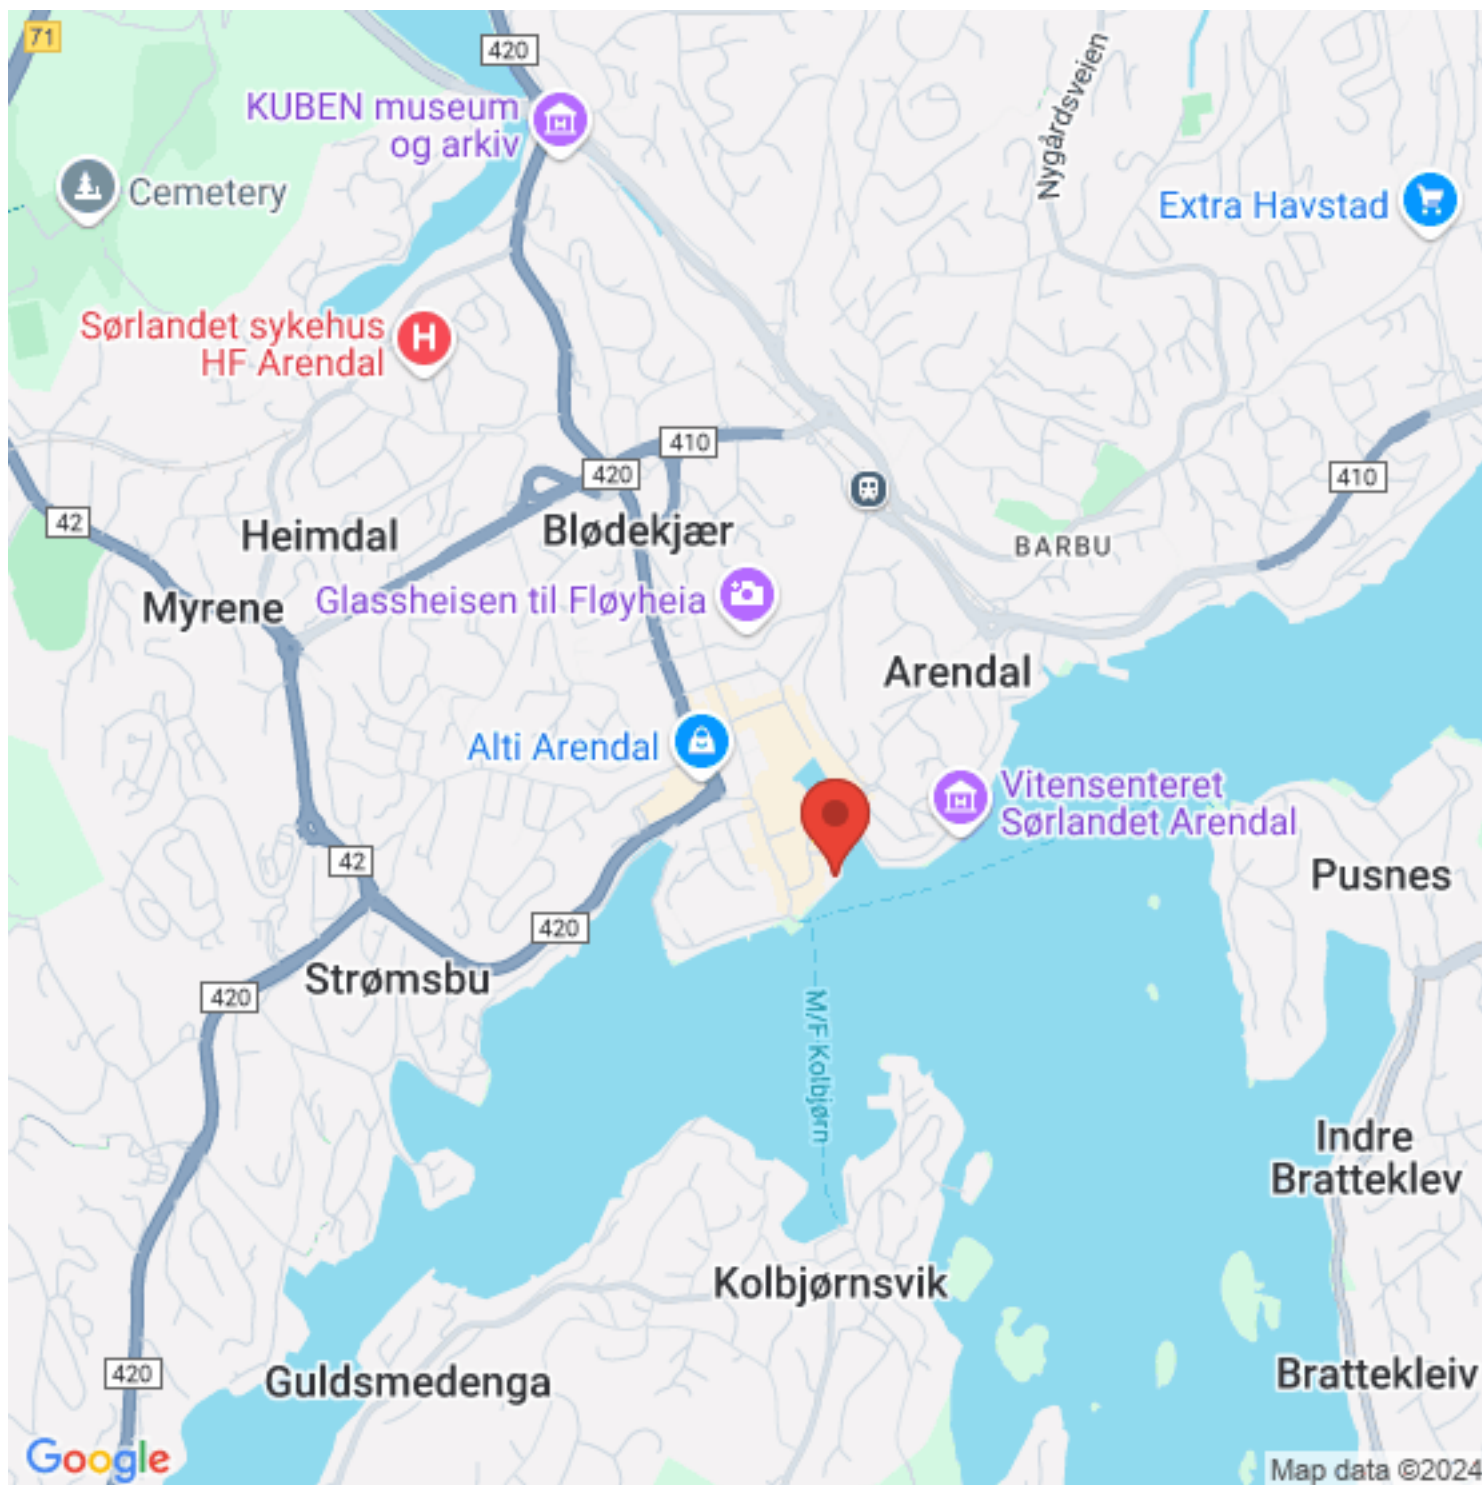 71
420
KUBEN museum
og arkiv
Nygårdsveien
Cemetery
Extra Havstad
Sørlandet sykehus
HF Arendal
H
410
420
410
42
Heimdal
Blødekjær
BARBU
Myrene
Glassheisen til Fløyheia
Arendal
Alti Arendal
Vitensenteret
Sørlandet Arendal
42
Pusnes
420
Strømsbu
420
M/F Kolbjørn
Indre
Bratteklev
Kolbjørnsvik
420
Guldsmedenga
Brattekleiv
Google
Map data ©2024